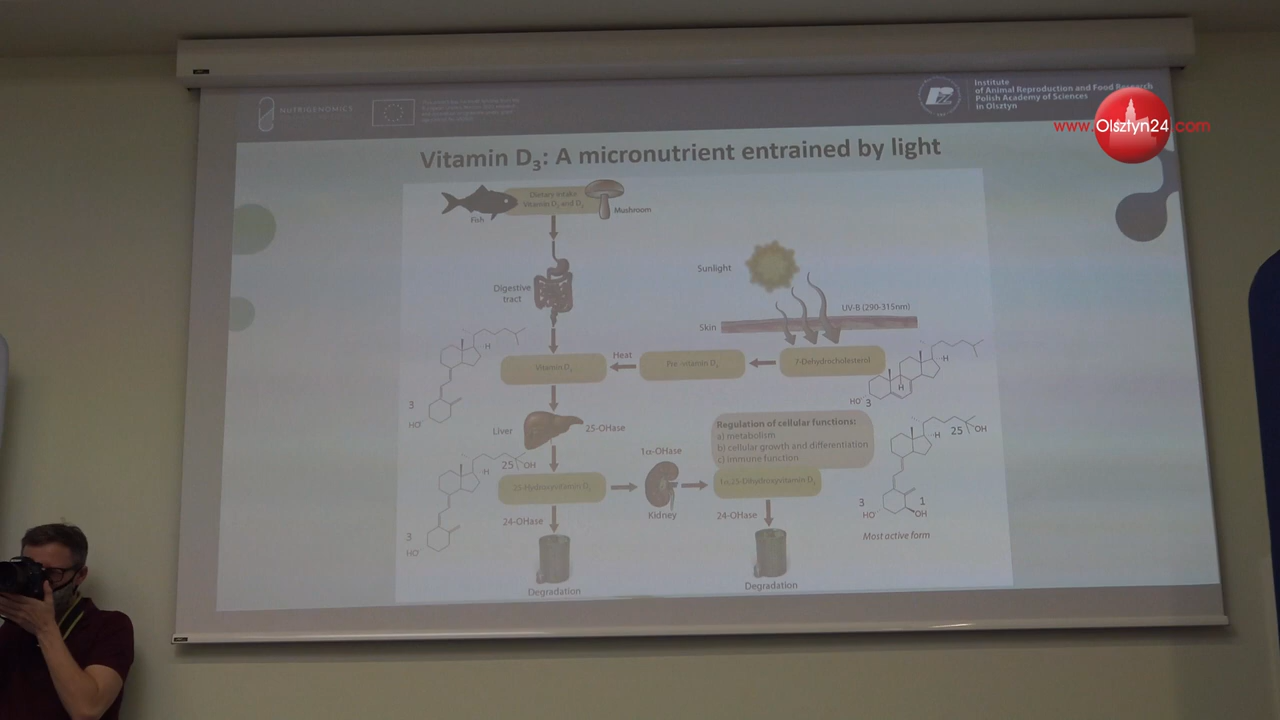 NUTRIGENOMICS
Institute
of Animal Reproduction and Food Research
Polish Academy of Sciences
in Olsztyn
www.Olsztyn24.com
Vitamin D3: A micronutrient entrained by light
Dietary intake
Vitamin D3 and D2
Fish
Mushroom
Digestive
tract
Sunlight
UV-B (290-315nm)
Skin
Heat
Vitamin D3
Pre-vitamin D3
7-Dehydrocholesterol
H
3
HO
H
H
HO 3
Liver
25-OHase
Regulation of cellular functions:
a) metabolism
b) cellular growth and differentiation
c) immune function
25 OH
H
25 OH
H
1α-OHase
25-Hydroxyvitamin D3
1α,25-Dihydroxyvitamin D3
Kidney
24-OHase
24-OHase
3
HO
3
HO
1
OH
Most active form
Degradation
Degradation